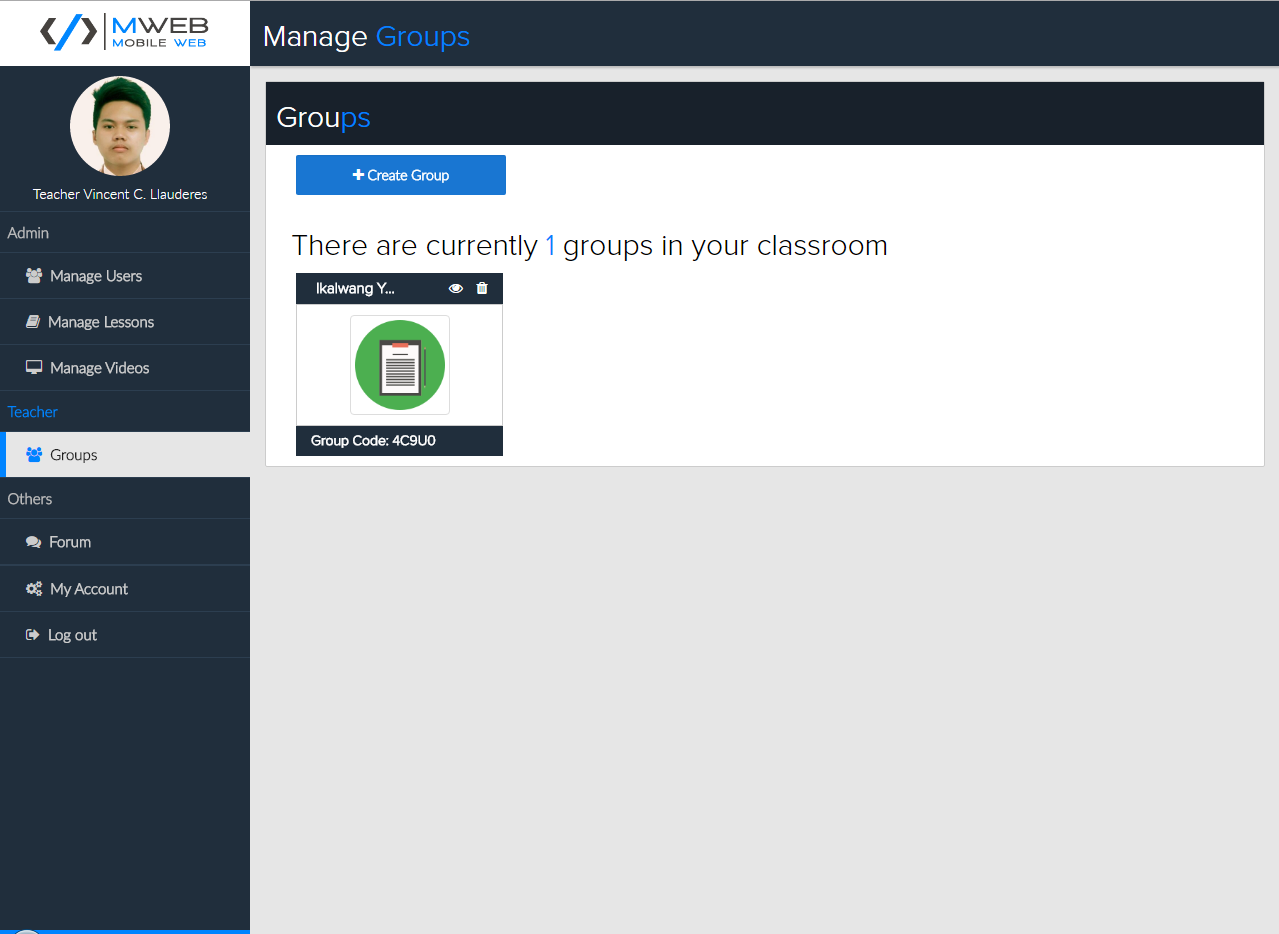 MWEB
MOBILE WEB
Manage Groups
Teacher Vincent C. Llauderes
Admin
Manage Users
Manage Lessons
Manage Videos
Teacher
Groups
Others
Forum
My Account
Log out
Groups
Create Group
There are currently 1 groups in your classroom
Ikalwang Y...
Group Code: 4C9U0